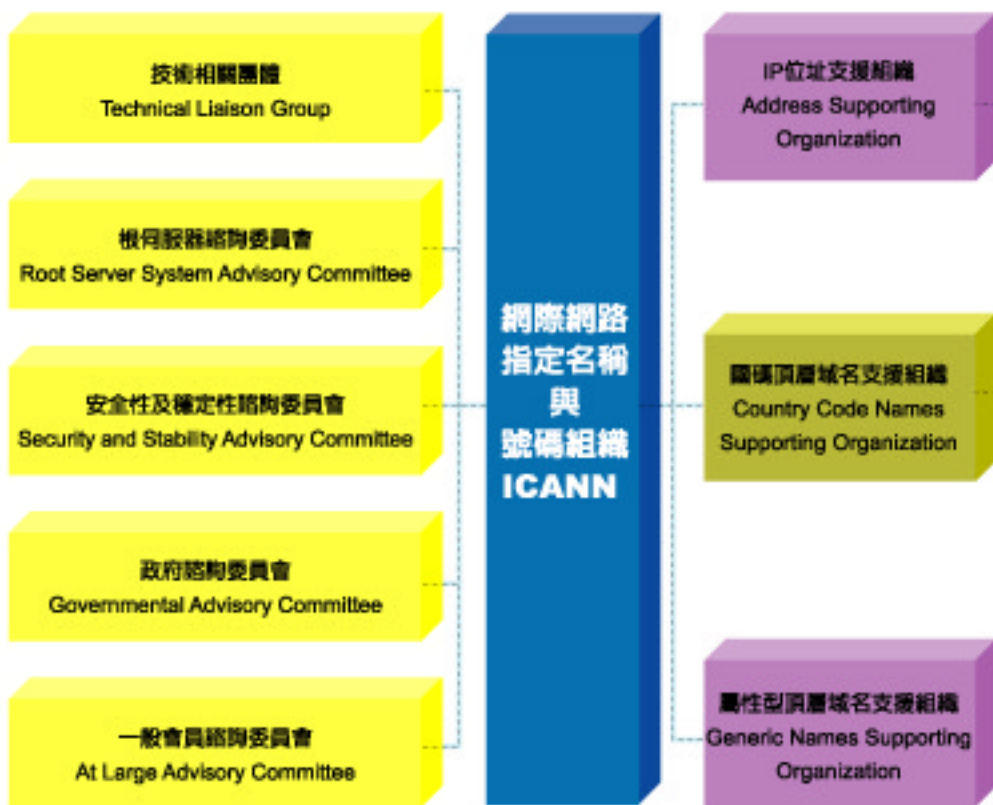 技術相關團體
Technical Liaison Group
根伺服器諮詢委員會
Root Server System Advisory Committee
安全性及穩定性諮詢委員會
Security and Stability Advisory Committee
政府諮詢委員會
Governmental Advisory Committee
一般會員諮詢委員會
At Large Advisory Committee
網際網路
指定名稱
與
號碼組織
ICANN
IP位址支援組織
Address Supporting
Organization
國碼頂層域名支援組織
Country Code Names
Supporting Organization
屬性型頂層域名支援組織
Generic Names Supporting
Organization